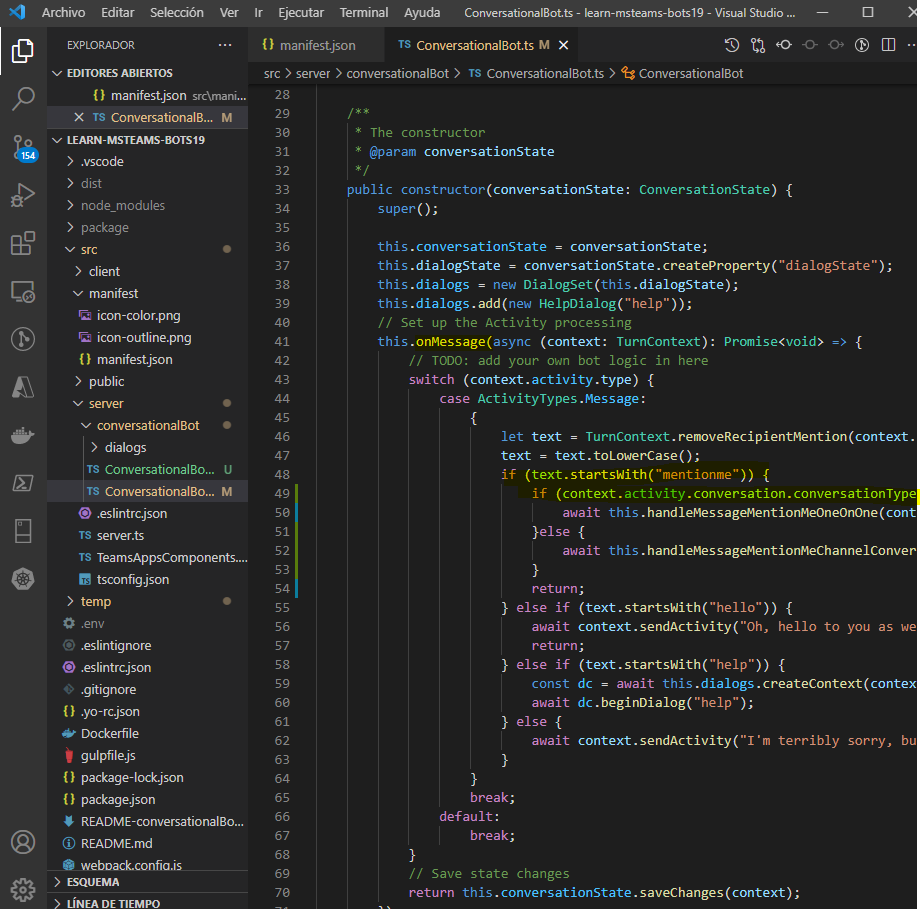 Archivo Editar Selección Ver Ir Ejecutar Terminal Ayuda ConversationalBot.ts - learn-msteams-bots19 - Visual Studio ...
EXPLORADOR ...
EDITORES ABIERTOS
{} manifest.json src\mani...
TS ConversationalB... M
LEARN-MSTEAMS-BOTS19
154
.vscode
dist
node_modules
package
src
client
manifest
icon-color.png
icon-outline.png
{} manifest.json
public
server
conversationalBot
dialogs
TS ConversationalBo... U
TS ConversationalBo... M
.eslintrc.json
TS server.ts
TS TeamsAppsComponents....
TS tsconfig.json
temp
.env
.eslintignore
.eslintrc.json
.gitignore
{} .yo-rc.json
Dockerfile
gulpfile.js
{} package-lock.json
{} package.json
README-conversationalBo...
README.md
webpack.config.js
ESQUEMA
LÍNEA DE TIEMPO
{} manifest.json TS ConversationalBot.ts M
src > server > conversationalBot > TS ConversationalBot.ts > ConversationalBot
28
29 /**
30 * The constructor
31 * @param conversationState
32 */
33 public constructor(conversationState: ConversationState) {
34 super();
35
36 this.conversationState = conversationState;
37 this.dialogState = conversationState.createProperty("dialogState");
38 this.dialogs = new DialogSet(this.dialogState);
39 this.dialogs.add(new HelpDialog("help"));
40 // Set up the Activity processing
41 this.onMessage(async (context: TurnContext): Promise<void> => {
42 // TODO: add your own bot logic in here
43 switch (context.activity.type) {
44 case ActivityTypes.Message:
45 {
46 let text = TurnContext.removeRecipientMention(context.
47 text = text.toLowerCase();
48 if (text.startsWith("mentionme")) {
49 if (context.activity.conversation.conversationType
50 await this.handleMessageMentionMeOneOnOne(cont
51 }else {
52 await this.handleMessageMentionMeChannelConver
53 }
54 return;
55 } else if (text.startsWith("hello")) {
56 await context.sendActivity("Oh, hello to you as we
57 return;
58 } else if (text.startsWith("help")) {
59 const dc = await this.dialogs.createContext(contex
60 await dc.beginDialog("help");
61 } else {
62 await context.sendActivity("I'm terribly sorry, bu
63 }
64 }
65 break;
66 default:
67 break;
68 }
69 // Save state changes
70 return this.conversationState.saveChanges(context);